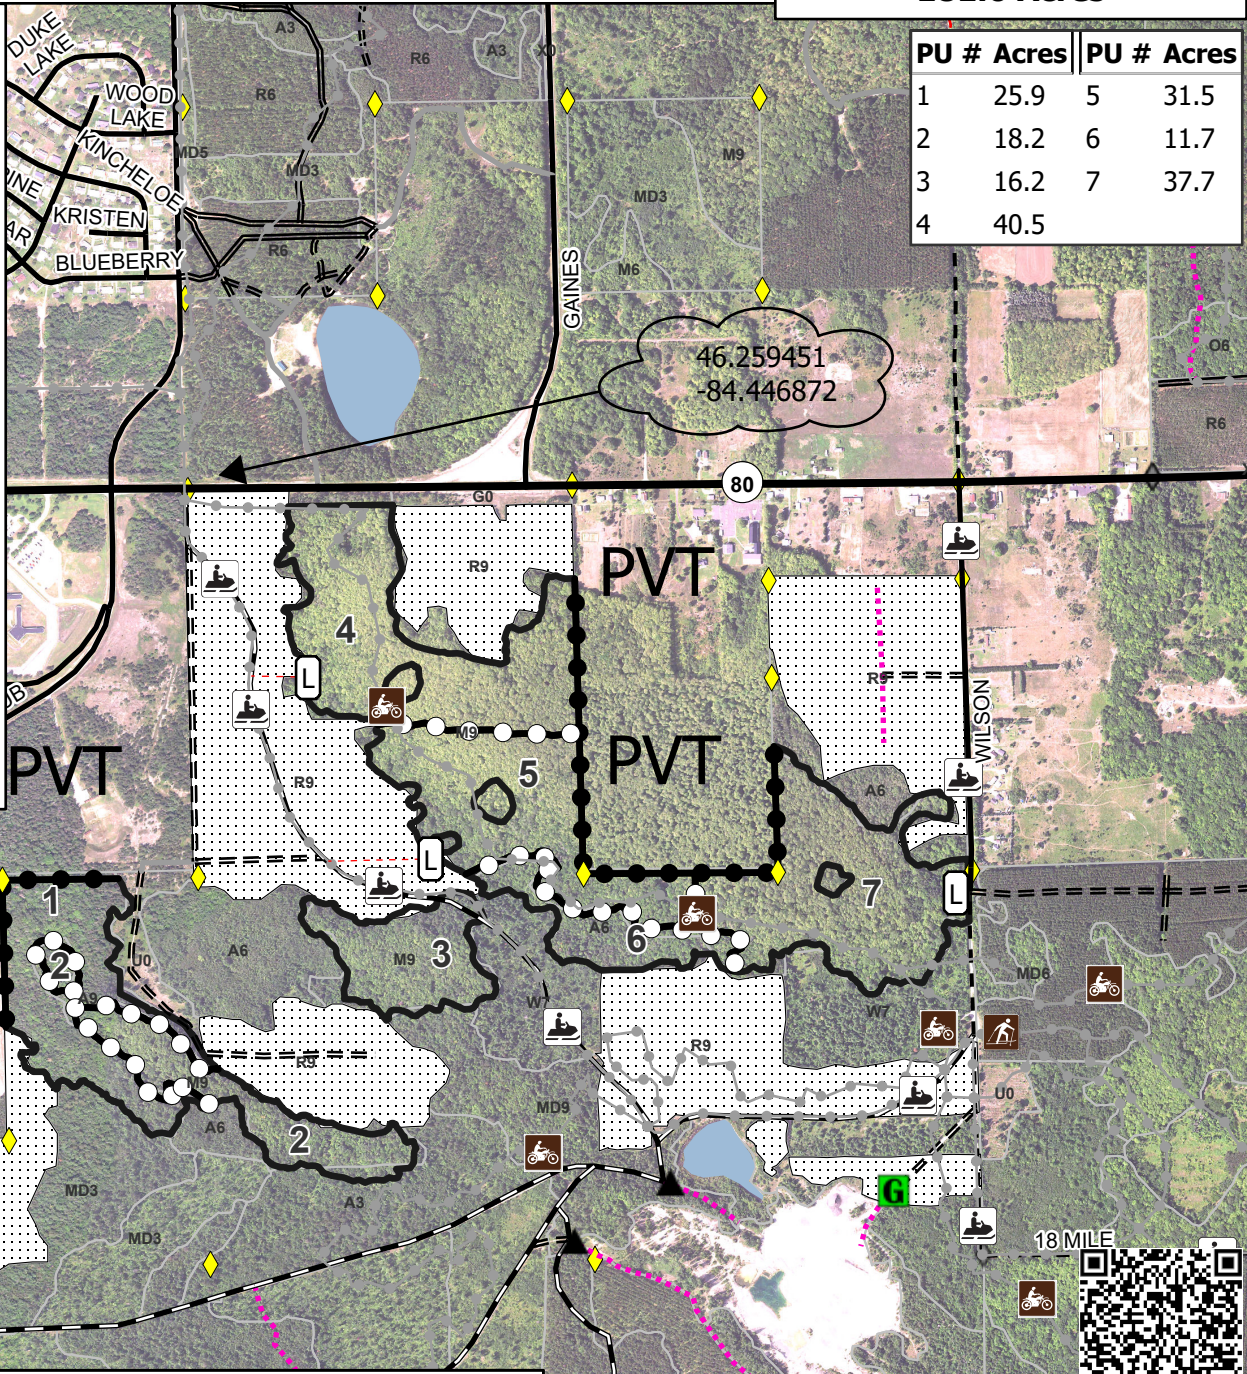 PU # Acres PU # Acres
1 25.9 5 31.5
2 18.2 6 11.7
3 16.2 7 37.7
4 40.5
DUKE
LAKE
WOOD
LAKE
KINCHELOE
KRISTEN
BLUEBERRY
A3
R6
A3
R6
MD5
MD3
R6
M9
MD3
M6
GAINES
46.259451
-84.446872
O6
R6
80
G0
R9
PVT
4
L
M9
5
PVT
PVT
R9
R9
WILSON
A6
L
7
L
1
2
A9
U0
A6
M9
3
A6
6
W7
W7
MD6
R9
R9
M9
A6
2
MD9
U0
MD3
MD3
A3
G
18 MILE